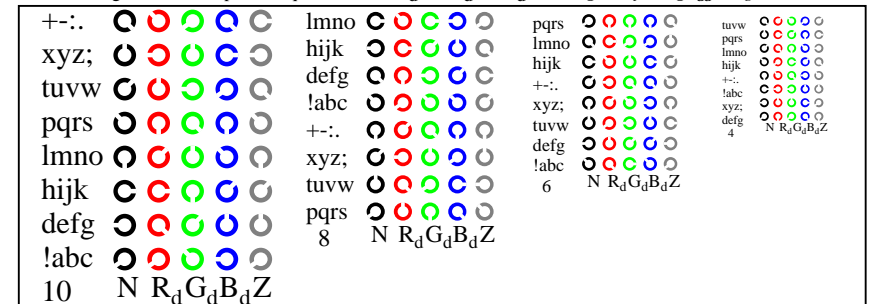 +-:.
xyz;
tuvw
pqrs
lmno
hijk
defg
!abc
10 N RdGdBdZ
lmno
hijk
defg
!abc
+-:.
xyz;
tuvw
pqrs
8 N RdGdBdZ
pqrs
lmno
hijk
+-:.
xyz;
tuvw
defg
!abc
6 N RdGdBdZ
tuvw
pqrs
lmno
hijk
+-:.
!abc
xyz;
defg
4 N RdGdBdZ